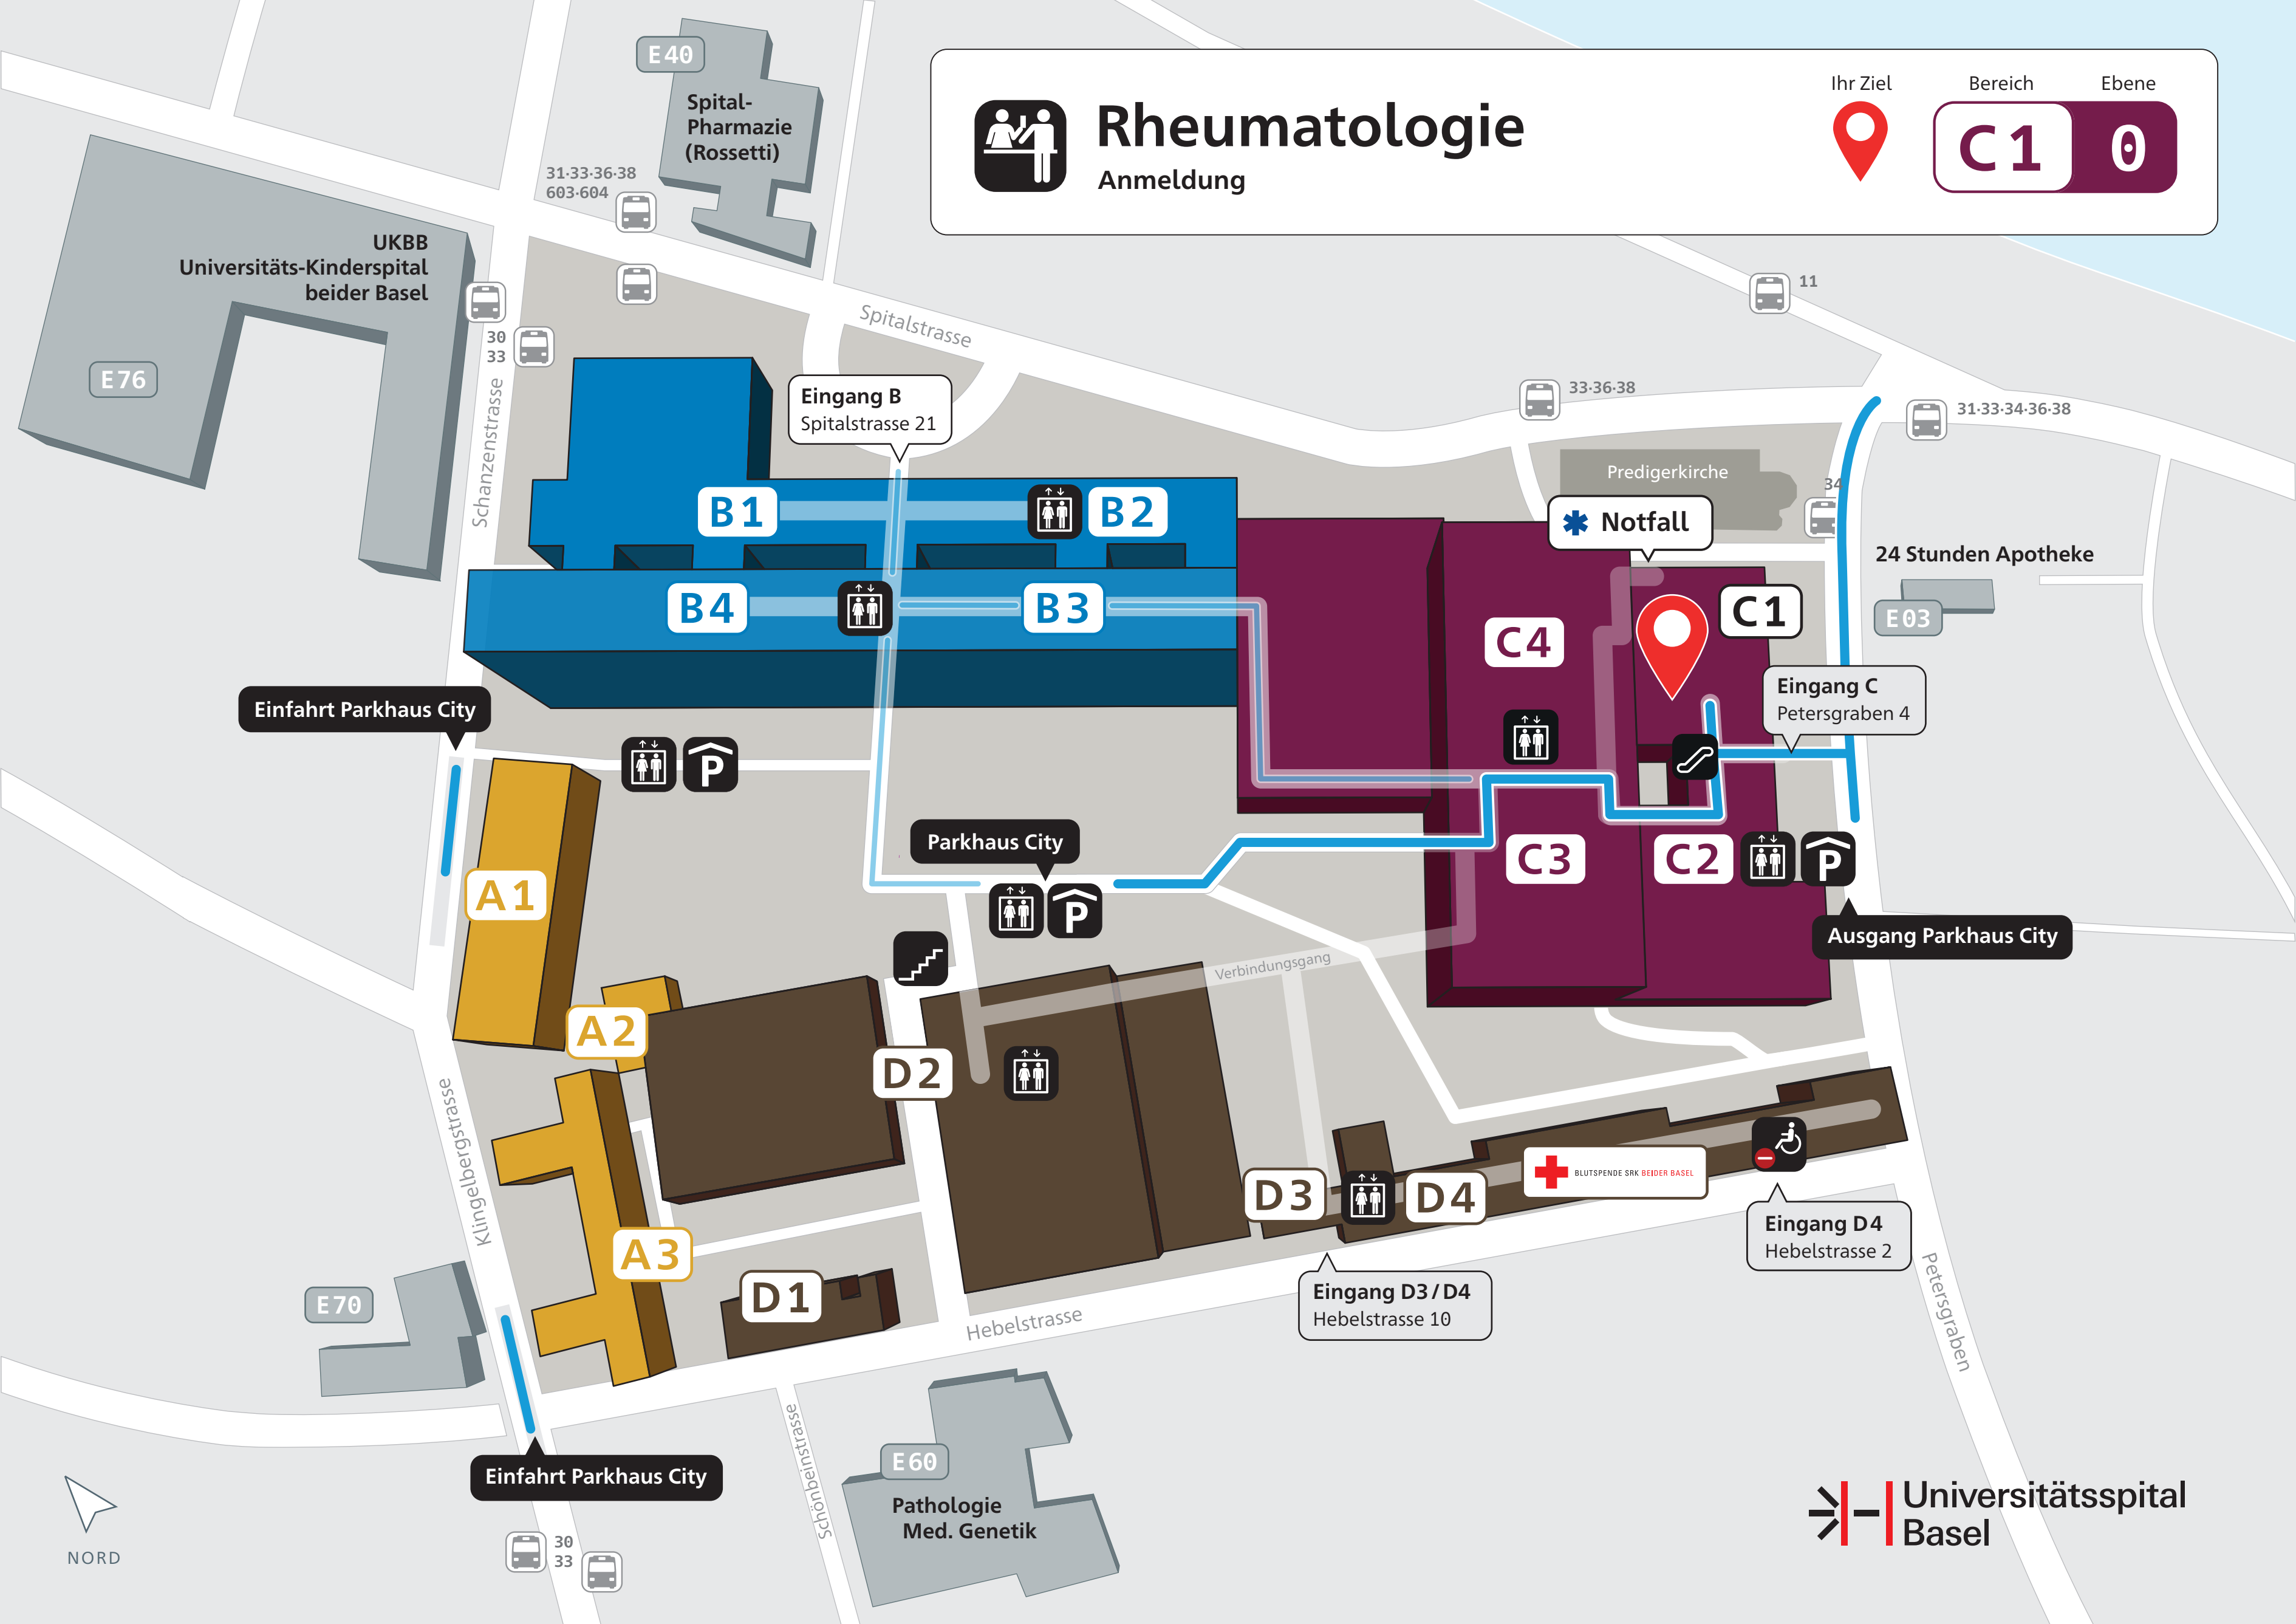 E40
Spital-
Pharmazie
(Rossetti)
31·33·36·38
603·604
Rheumatologie
Anmeldung
Ihr Ziel
Bereich
Ebene
C1
0
UKBB
Universitäts-Kinderspital
beider Basel
E76
30
33
Schanzenstrasse
Spitalstrasse
11
33·36·38
31·33·34·36·38
Eingang B
Spitalstrasse 21
Predigerkirche
34
Notfall
24 Stunden Apotheke
E03
B1
B2
B4
B3
C4
C1
Eingang C
Petersgraben 4
Einfahrt Parkhaus City
P
Parkhaus City
P
C3
C2
P
Ausgang Parkhaus City
A1
A2
Verbindungsgang
D2
Klingelbergstrasse
A3
D1
D3
D4
BLUTSPENDE SRK BEIDER BASEL
Eingang D4
Hebelstrasse 2
Eingang D3/D4
Hebelstrasse 10
Petersgraben
E70
Hebelstrasse
Schönbeinstrasse
Einfahrt Parkhaus City
E60
Pathologie
Med. Genetik
30
33
NORD
Universitätsspital
Basel